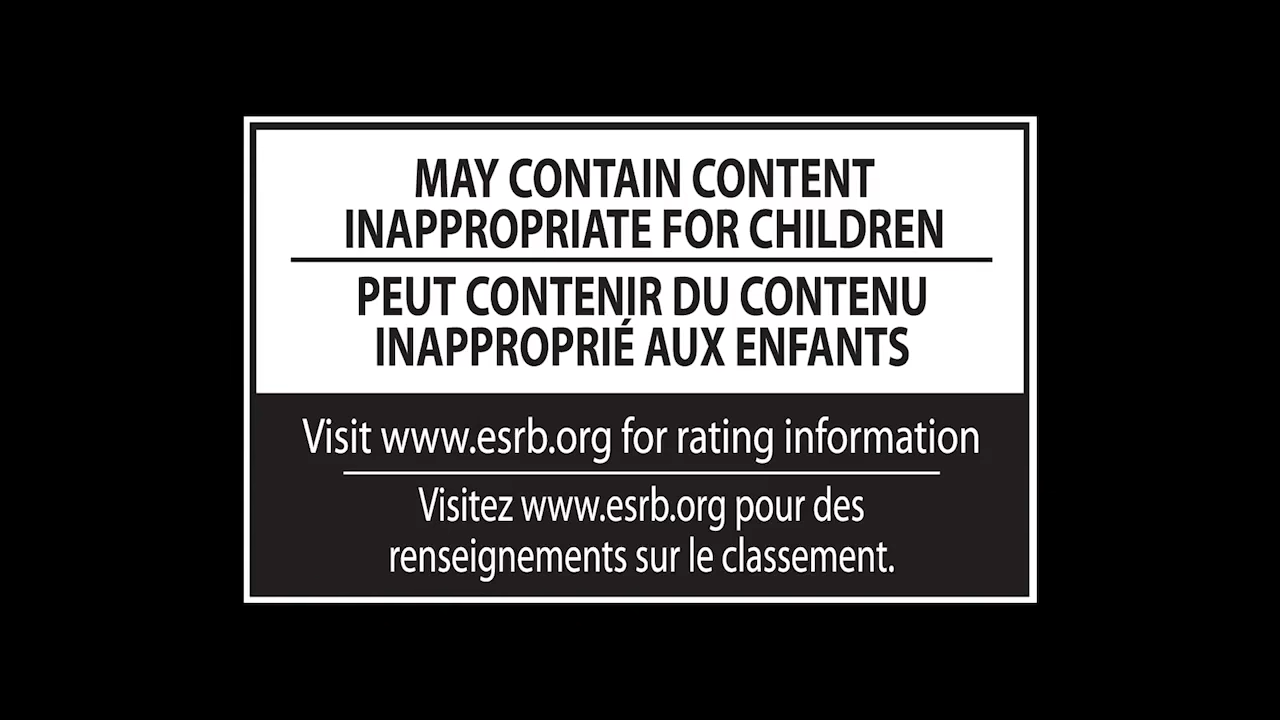 MAY CONTAIN CONTENT
INAPPROPRIATE FOR CHILDREN
PEUT CONTENIR DU CONTENU
INAPPROPRIÉ AUX ENFANTS
Visit www.esrb.org for rating information
Visitez www.esrb.org pour des
renseignements sur le classement.